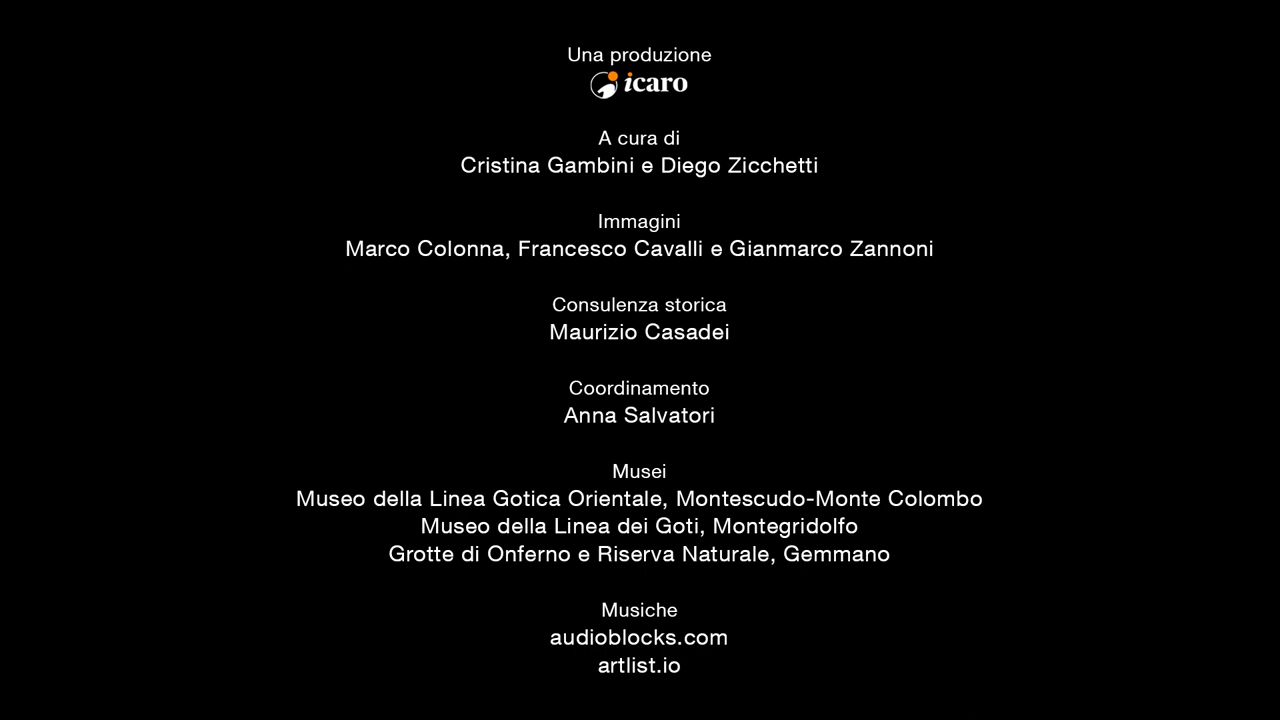 Una produzione
icaro
A cura di
Cristina Gambini e Diego Zicchetti
Immagini
Marco Colonna, Francesco Cavalli e Gianmarco Zannoni
Consulenza storica
Maurizio Casadei
Coordinamento
Anna Salvatori
Musei
Museo della Linea Gotica Orientale, Montescudo-Monte Colombo
Museo della Linea dei Goti, Montegridolfo
Grotte di Onferno e Riserva Naturale, Gemmano
Musiche
audioblocks.com
artlist.io